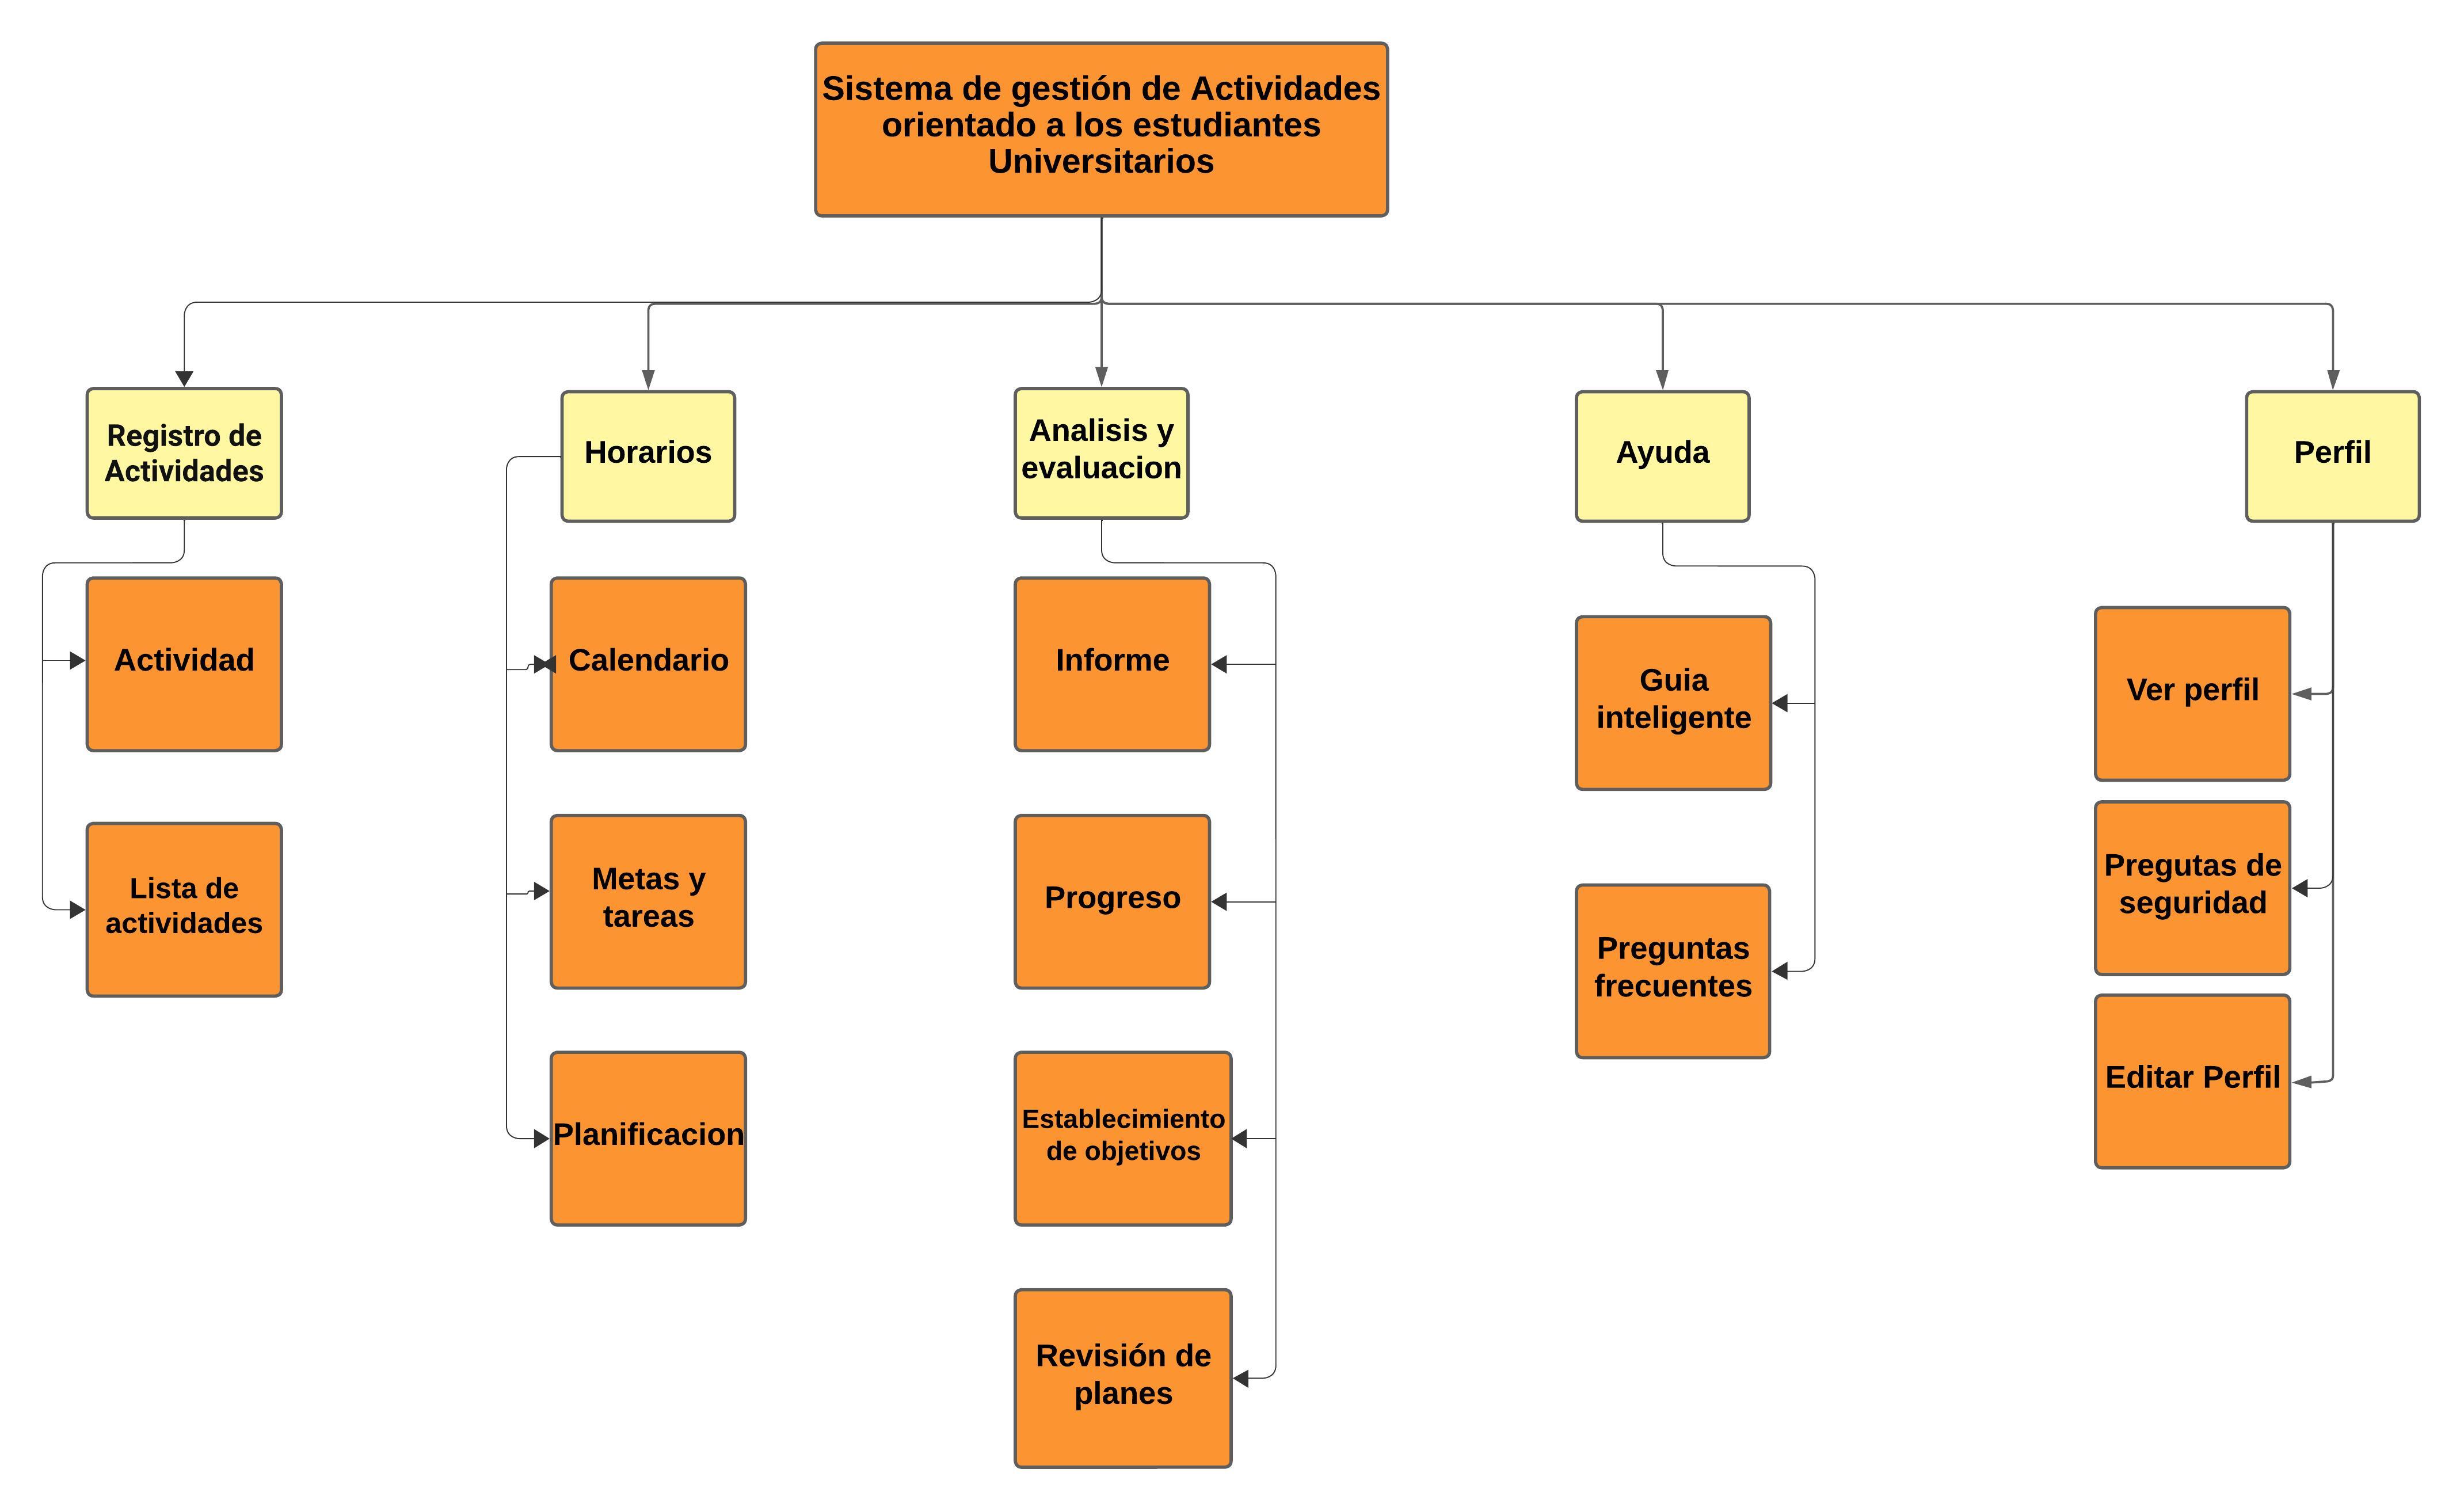 Sistema de gestión de Actividades
orientado a los estudiantes
Universitarios
Registro de
Actividades
Horarios
Analisis y
evaluacion
Ayuda
Perfil
Actividad
Lista de
actividades
Calendario
Metas y
tareas
Planificacion
Informe
Progreso
Establecimiento
de objetivos
Revisión de
planes
Guia
inteligente
Preguntas
frecuentes
Ver perfil
Pregutas de
seguridad
Editar Perfil